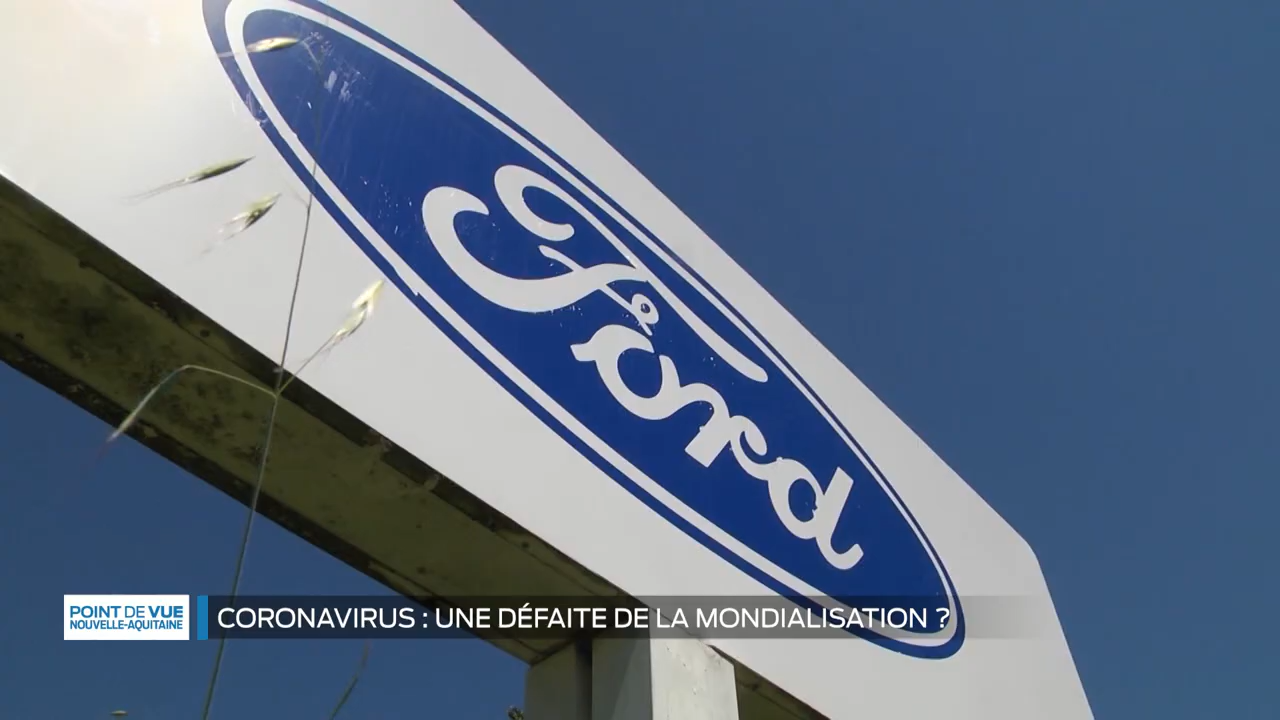 Ford
POINT DE VUE
NOUVELLE-AQUITAINE
CORONAVIRUS : UNE DÉFAITE DE LA MONDIALISATION ?